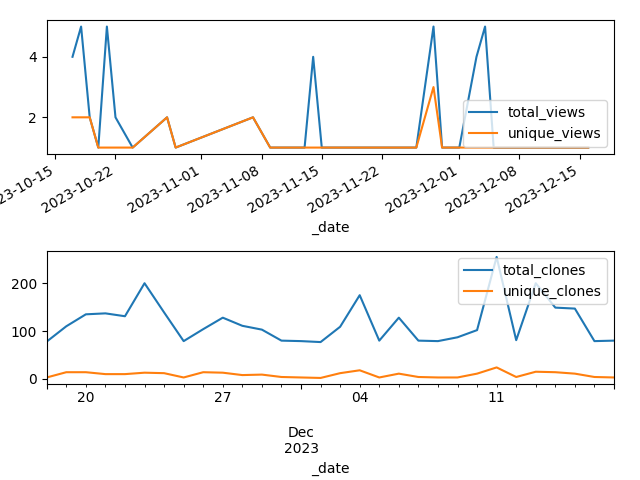 4
2
total_views
unique_views
2023-10-15
2023-10-22
2023-11-01
2023-11-08
2023-11-15
2023-11-22
2023-12-01
2023-12-08
2023-12-15
_date
200
100
0
total_clones
unique_clones
20
27
04
11
Dec
2023
_date